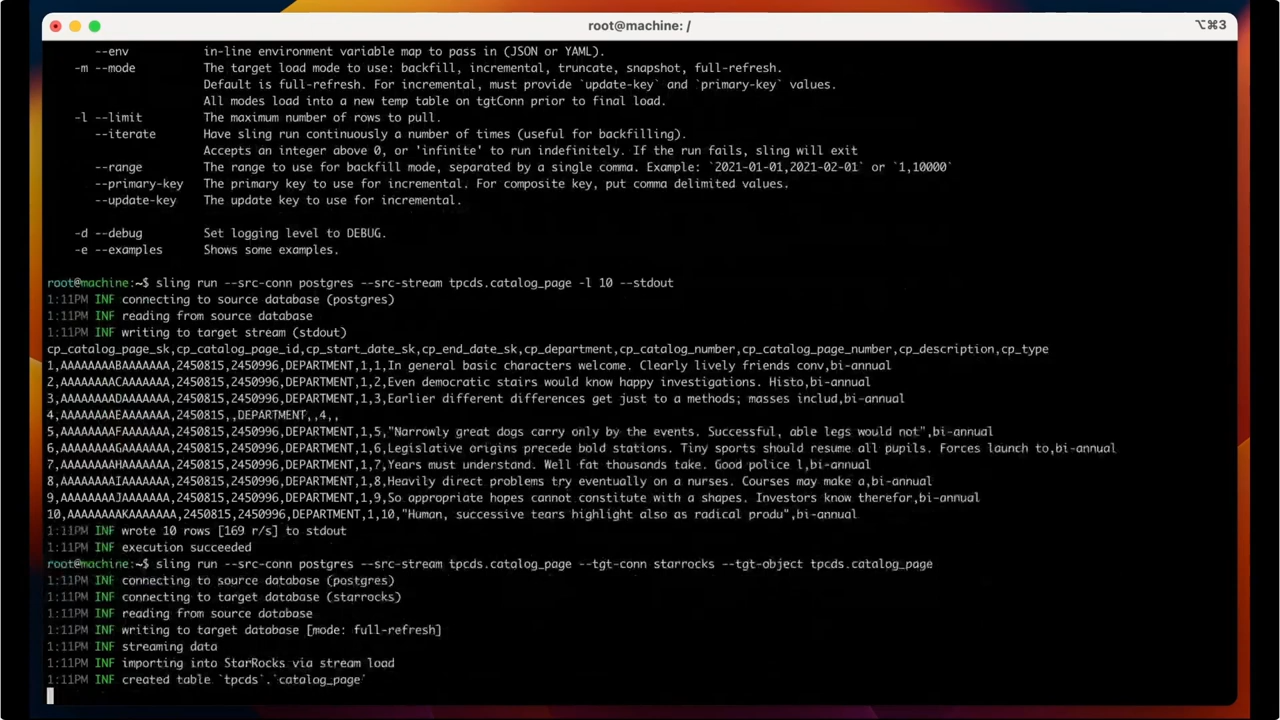 root@machine: /
⌥⌘3
--env in-line environment variable map to pass in (JSON or YAML).
-m --mode The target load mode to use: backfill, incremental, truncate, snapshot, full-refresh.
Default is full-refresh. For incremental, must provide `update-key` and `primary-key` values.
All modes load into a new temp table on tgtConn prior to final load.
-l --limit The maximum number of rows to pull.
--iterate Have sling run continuously a number of times (useful for backfilling).
Accepts an integer above 0, or 'infinite' to run indefinitely. If the run fails, sling will exit
--range The range to use for backfill mode, separated by a single comma. Example: `2021-01-01,2021-02-01` or `1,10000`
--primary-key The primary key to use for incremental. For composite key, put comma delimited values.
--update-key The update key to use for incremental.
-d --debug Set logging level to DEBUG.
-e --examples Shows some examples.
root@machine:~$ sling run --src-conn postgres --src-stream tpcds.catalog_page -l 10 --stdout
1:11PM INF connecting to source database (postgres)
1:11PM INF reading from source database
1:11PM INF writing to target stream (stdout)
cp_catalog_page_sk,cp_catalog_page_id,cp_start_date_sk,cp_end_date_sk,cp_department,cp_catalog_number,cp_catalog_page_number,cp_description,cp_type
1,AAAAAAAABAAAAAAA,2450815,2450996,DEPARTMENT,1,1,In general basic characters welcome. Clearly lively friends conv,bi-annual
2,AAAAAAAACAAAAAAA,2450815,2450996,DEPARTMENT,1,2,Even democratic stairs would know happy investigations. Histo,bi-annual
3,AAAAAAAADAAAAAAA,2450815,2450996,DEPARTMENT,1,3,Earlier different differences get just to a methods; masses includ,bi-annual
4,AAAAAAAAEAAAAAAA,2450815,,DEPARTMENT,,4,,
5,AAAAAAAAFAAAAAAA,2450815,2450996,DEPARTMENT,1,5,"Narrowly great dogs carry only by the events. Successful, able legs would not",bi-annual
6,AAAAAAAAGAAAAAAA,2450815,2450996,DEPARTMENT,1,6,Legislative origins precede bold stations. Tiny sports should resume all pupils. Forces launch to,bi-annual
7,AAAAAAAAHAAAAAAA,2450815,2450996,DEPARTMENT,1,7,Years must understand. Well fat thousands take. Good police l,bi-annual
8,AAAAAAAAIAAAAAAA,2450815,2450996,DEPARTMENT,1,8,Heavily direct problems try eventually on a nurses. Courses may make a,bi-annual
9,AAAAAAAAJAAAAAAA,2450815,2450996,DEPARTMENT,1,9,So appropriate hopes cannot constitute with a shapes. Investors know therefor,bi-annual
10,AAAAAAAAKAAAAAAA,2450815,2450996,DEPARTMENT,1,10,"Human, successive tears highlight also as radical produ",bi-annual
1:11PM INF wrote 10 rows [169 r/s] to stdout
1:11PM INF execution succeeded
root@machine:~$ sling run --src-conn postgres --src-stream tpcds.catalog_page --tgt-conn starrocks --tgt-object tpcds.catalog_page
1:11PM INF connecting to source database (postgres)
1:11PM INF connecting to target database (starrocks)
1:11PM INF reading from source database
1:11PM INF writing to target database [mode: full-refresh]
1:11PM INF streaming data
1:11PM INF importing into StarRocks via stream load
1:11PM INF created table `tpcds`.`catalog_page`